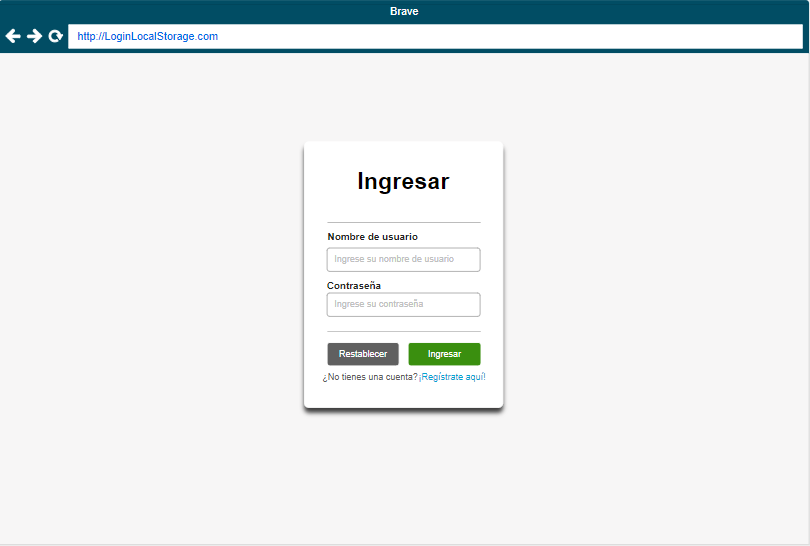 Brave
http://LoginLocalStorage.com
Ingresar
Nombre de usuario
Ingrese su nombre de usuario
Contraseña
Ingrese su contraseña
Restablecer Ingresar
¿No tienes una cuenta?¡Regístrate aquí!